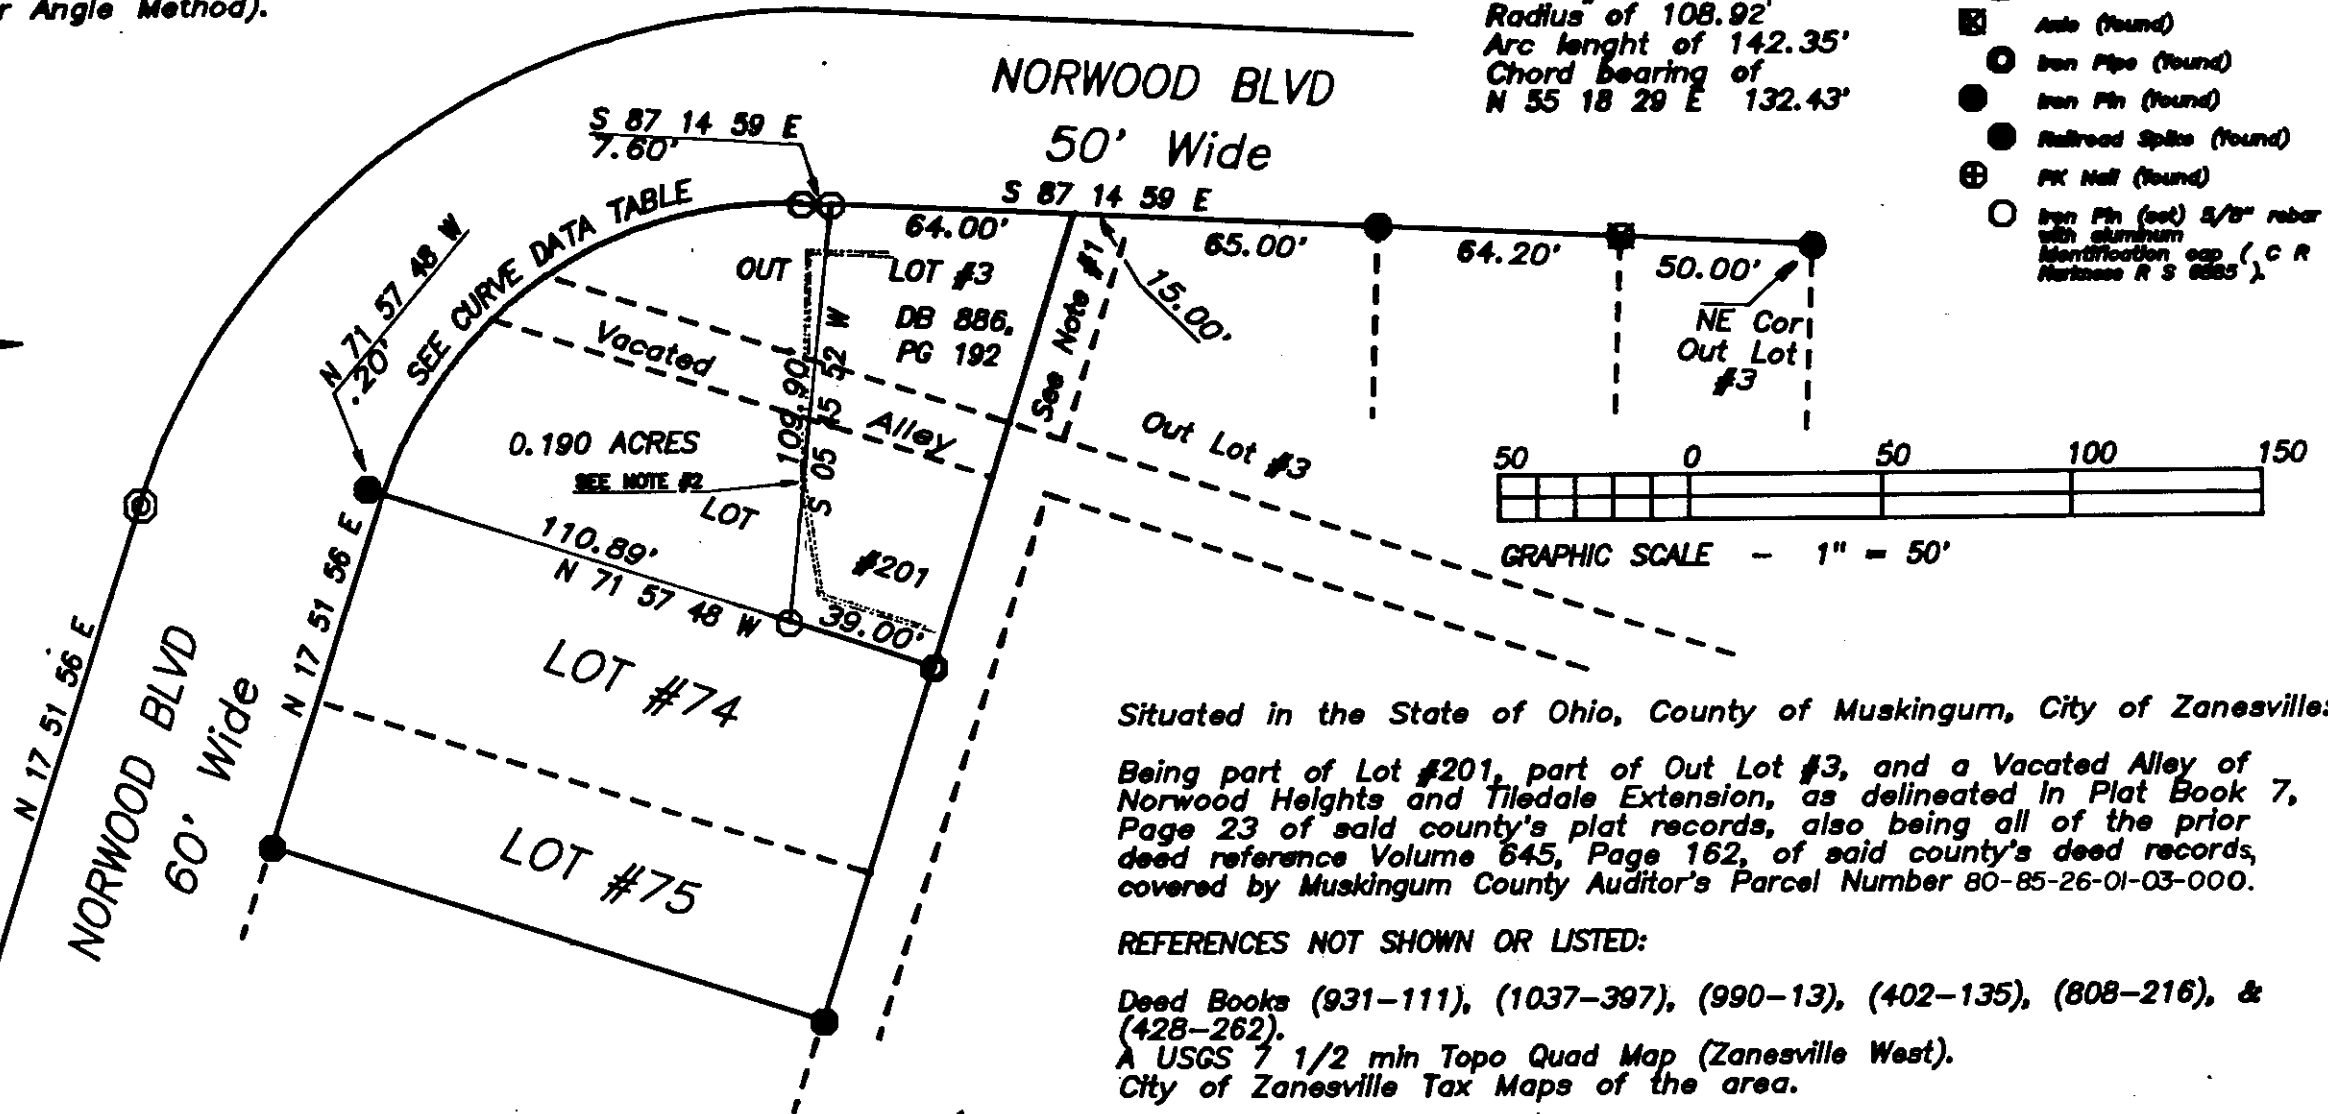 r Angle Method).
Radius of 108.92'
Arc lenght of 142.35'
Chord bearing of
N 55 18 29 E 132.43'
Axle (found)
Iron Pipe (found)
Iron Pin (found)
Railroad Spike (found)
PK Nail (found)
Iron Pin (set) 5/8" rebar
with aluminum
identification cap ( C R
Harkness R S 6885 ).
NORWOOD BLVD
50' Wide
S 87 14 59 E
7.60'
S 87 14 59 E
64.00'
65.00'
64.20'
50.00'
NE Cor
Out Lot
#3
15.00'
See Note #1
N 71 57 48 W
.20'
SEE CURVE DATA TABLE
OUT LOT #3
DB 886,
PG 192
Vacated Alley
109.90'
S 05 15 52 W
Out Lot #3
0.190 ACRES
SEE NOTE #2
LOT #201
110.89'
N 71 57 48 W
39.00'
50 0 50 100 150
GRAPHIC SCALE - 1" = 50'
N 17 51 56 E
N 17 51 56 E
NORWOOD BLVD
60' Wide
LOT #74
LOT #75
Situated in the State of Ohio, County of Muskingum, City of Zanesville:
Being part of Lot #201, part of Out Lot #3, and a Vacated Alley of
Norwood Heights and Tiledale Extension, as delineated in Plat Book 7,
Page 23 of said county's plat records, also being all of the prior
deed reference Volume 645, Page 162, of said county's deed records,
covered by Muskingum County Auditor's Parcel Number 80-85-26-01-03-000.
REFERENCES NOT SHOWN OR LISTED:
Deed Books (931-111), (1037-397), (990-13), (402-135), (808-216), &
(428-262).
A USGS 7 1/2 min Topo Quad Map (Zanesville West).
City of Zanesville Tax Maps of the area.